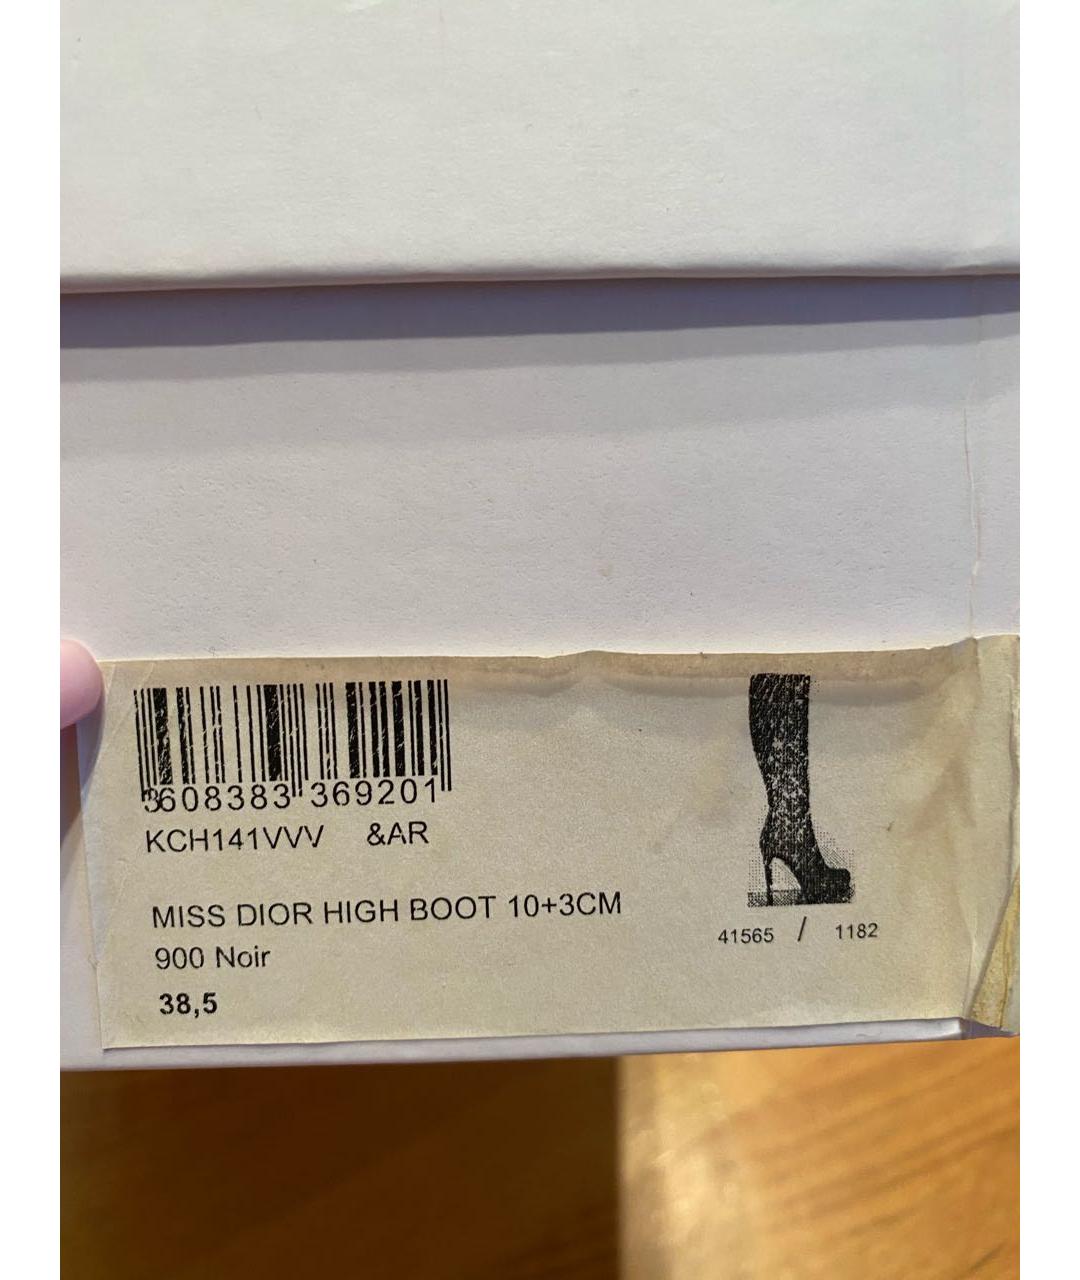 3608383 369201
KCH141VVV &AR
MISS DIOR HIGH BOOT 10+3CM
900 Noir
38,5
41565 / 1182